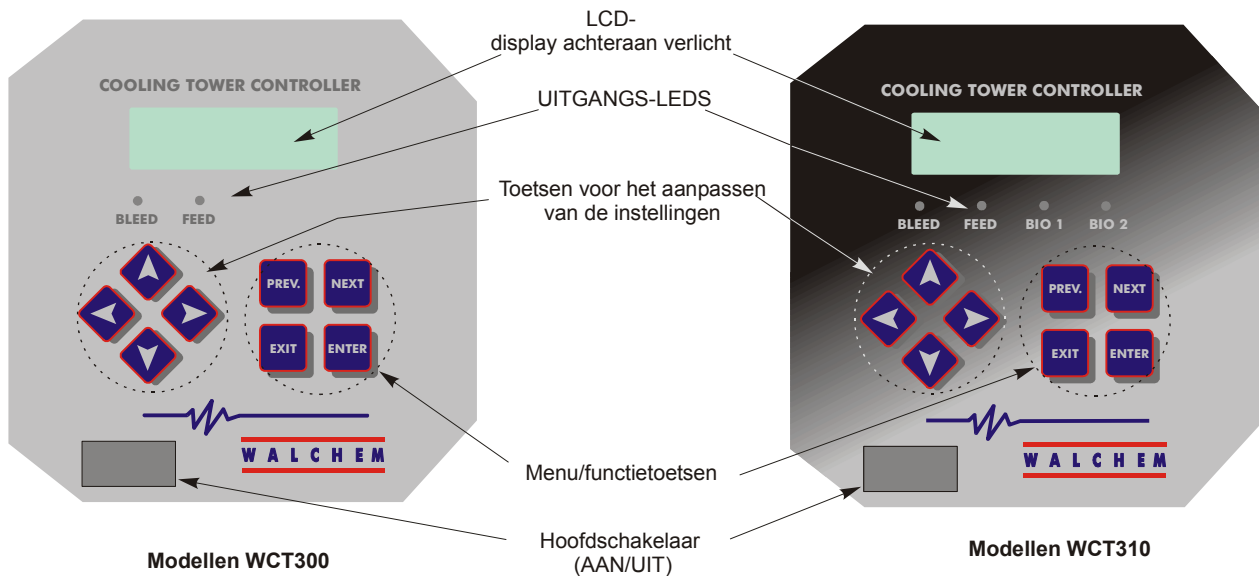 LCD-
display achteraan verlicht
COOLING TOWER CONTROLLER
COOLING TOWER CONTROLLER
UITGANGS-LEDS
BLEED FEED
Toetsen voor het aanpassen
van de instellingen
BLEED FEED BIO 1 BIO 2
PREV. NEXT
EXIT ENTER
PREV. NEXT
EXIT ENTER
WALCHEM
WALCHEM
Menu/functietoetsen
Hoofdschakelaar
(AAN/UIT)
Modellen WCT300
Modellen WCT310